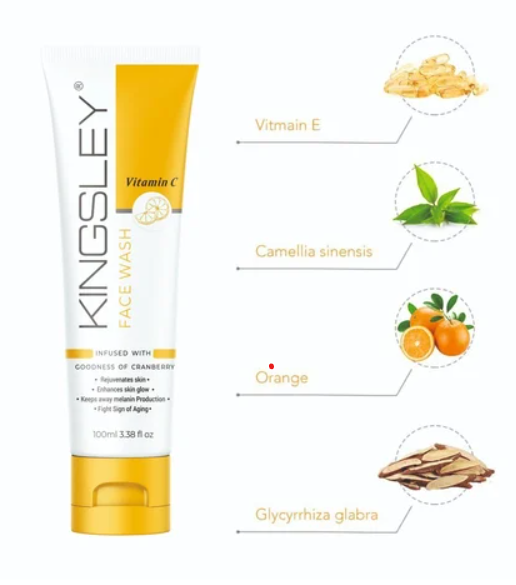 KINGSLEY®
FACE WASH
Vitamin C
INFUSED WITH
GOODNESS OF CRANBERRY
• Rejuvenates skin •
• Enhances skin glow •
• Keeps away melanin Production •
• Fight Sign of Aging •
100ml 3.38 fl oz
Vitmain E
Camellia sinensis
Orange
Glycyrrhiza glabra